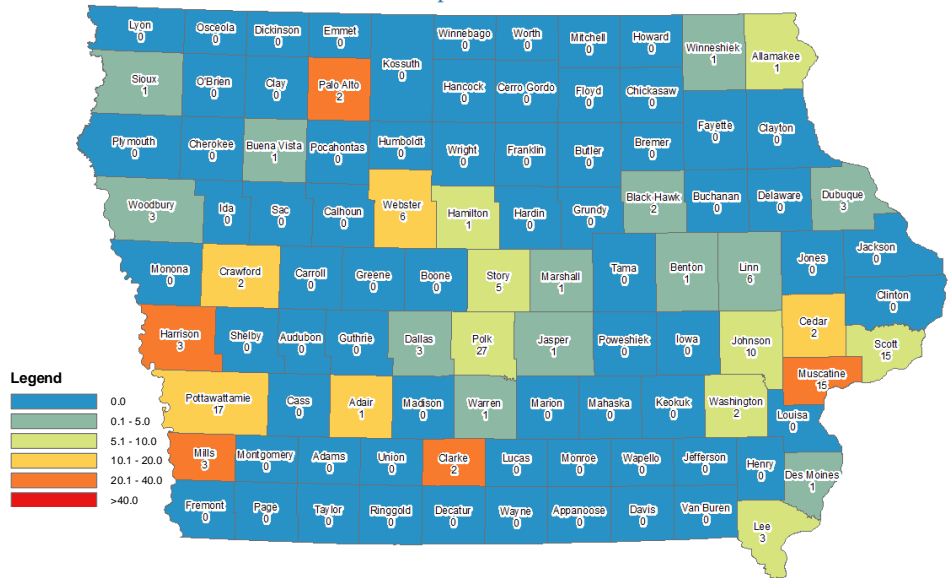 Lyon
0
Osceola
0
Dickinson
0
Emmet
0
Kossuth
0
Winnebago
0
Worth
0
Mitchell
0
Howard
0
Winneshiek
1
Allamakee
1
Sioux
1
O'Brien
0
Clay
0
Palo Alto
2
Hancock
0
Cerro Gordo
0
Floyd
0
Chickasaw
0
Fayette
0
Clayton
0
Plymouth
0
Cherokee
0
Buena Vista
1
Pocahontas
0
Humboldt
0
Wright
0
Franklin
0
Butler
0
Bremer
0
Woodbury
3
Ida
0
Sac
0
Calhoun
0
Webster
6
Hamilton
1
Hardin
0
Grundy
0
Black Hawk
2
Buchanan
0
Delaware
0
Dubuque
3
Monona
0
Crawford
2
Carroll
0
Greene
0
Boone
0
Story
5
Marshall
1
Tama
0
Benton
1
Linn
6
Jones
0
Jackson
0
Clinton
0
Harrison
3
Shelby
0
Audubon
0
Guthrie
0
Dallas
3
Polk
27
Jasper
1
Poweshiek
0
Iowa
0
Johnson
10
Cedar
2
Scott
15
Muscatine
15
Legend
0.0
0.1 - 5.0
5.1 - 10.0
10.1 - 20.0
20.1 - 40.0
>40.0
Pottawattamie
17
Cass
0
Adair
1
Madison
0
Warren
1
Marion
0
Mahaska
0
Keokuk
0
Washington
2
Louisa
0
Mills
3
Montgomery
0
Adams
0
Union
0
Clarke
2
Lucas
0
Monroe
0
Wapello
0
Jefferson
0
Henry
0
Des Moines
1
Fremont
0
Page
0
Taylor
0
Ringgold
0
Decatur
0
Wayne
0
Appanoose
0
Davis
0
Van Buren
0
Lee
3